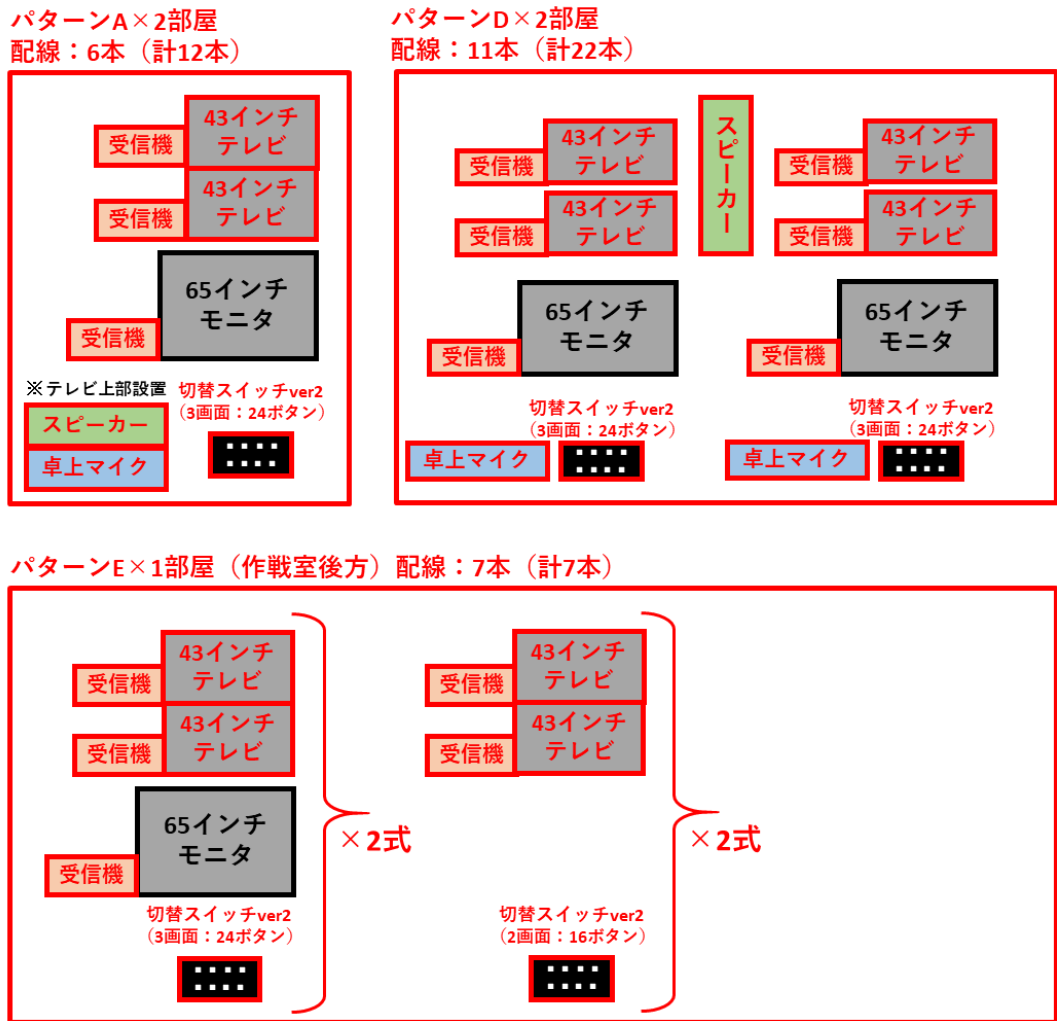 パターンA×2部屋
配線：6本（計12本）
43インチ
テレビ
受信機
43インチ
テレビ
受信機
65インチ
モニタ
受信機
※テレビ上部設置
切替スイッチver2
（3画面：24ボタン）
スピーカー
卓上マイク
パターンD×2部屋
配線：11本（計22本）
43インチ
テレビ
受信機
43インチ
テレビ
受信機
65インチ
モニタ
受信機
切替スイッチver2
（3画面：24ボタン）
卓上マイク
スピーカー
43インチ
テレビ
受信機
43インチ
テレビ
受信機
65インチ
モニタ
受信機
切替スイッチver2
（3画面：24ボタン）
卓上マイク
パターンE×1部屋（作戦室後方）配線：7本（計7本）
43インチ
テレビ
受信機
43インチ
テレビ
受信機
65インチ
モニタ
受信機
×2式
切替スイッチver2
（3画面：24ボタン）
43インチ
テレビ
受信機
43インチ
テレビ
受信機
×2式
切替スイッチver2
（2画面：16ボタン）